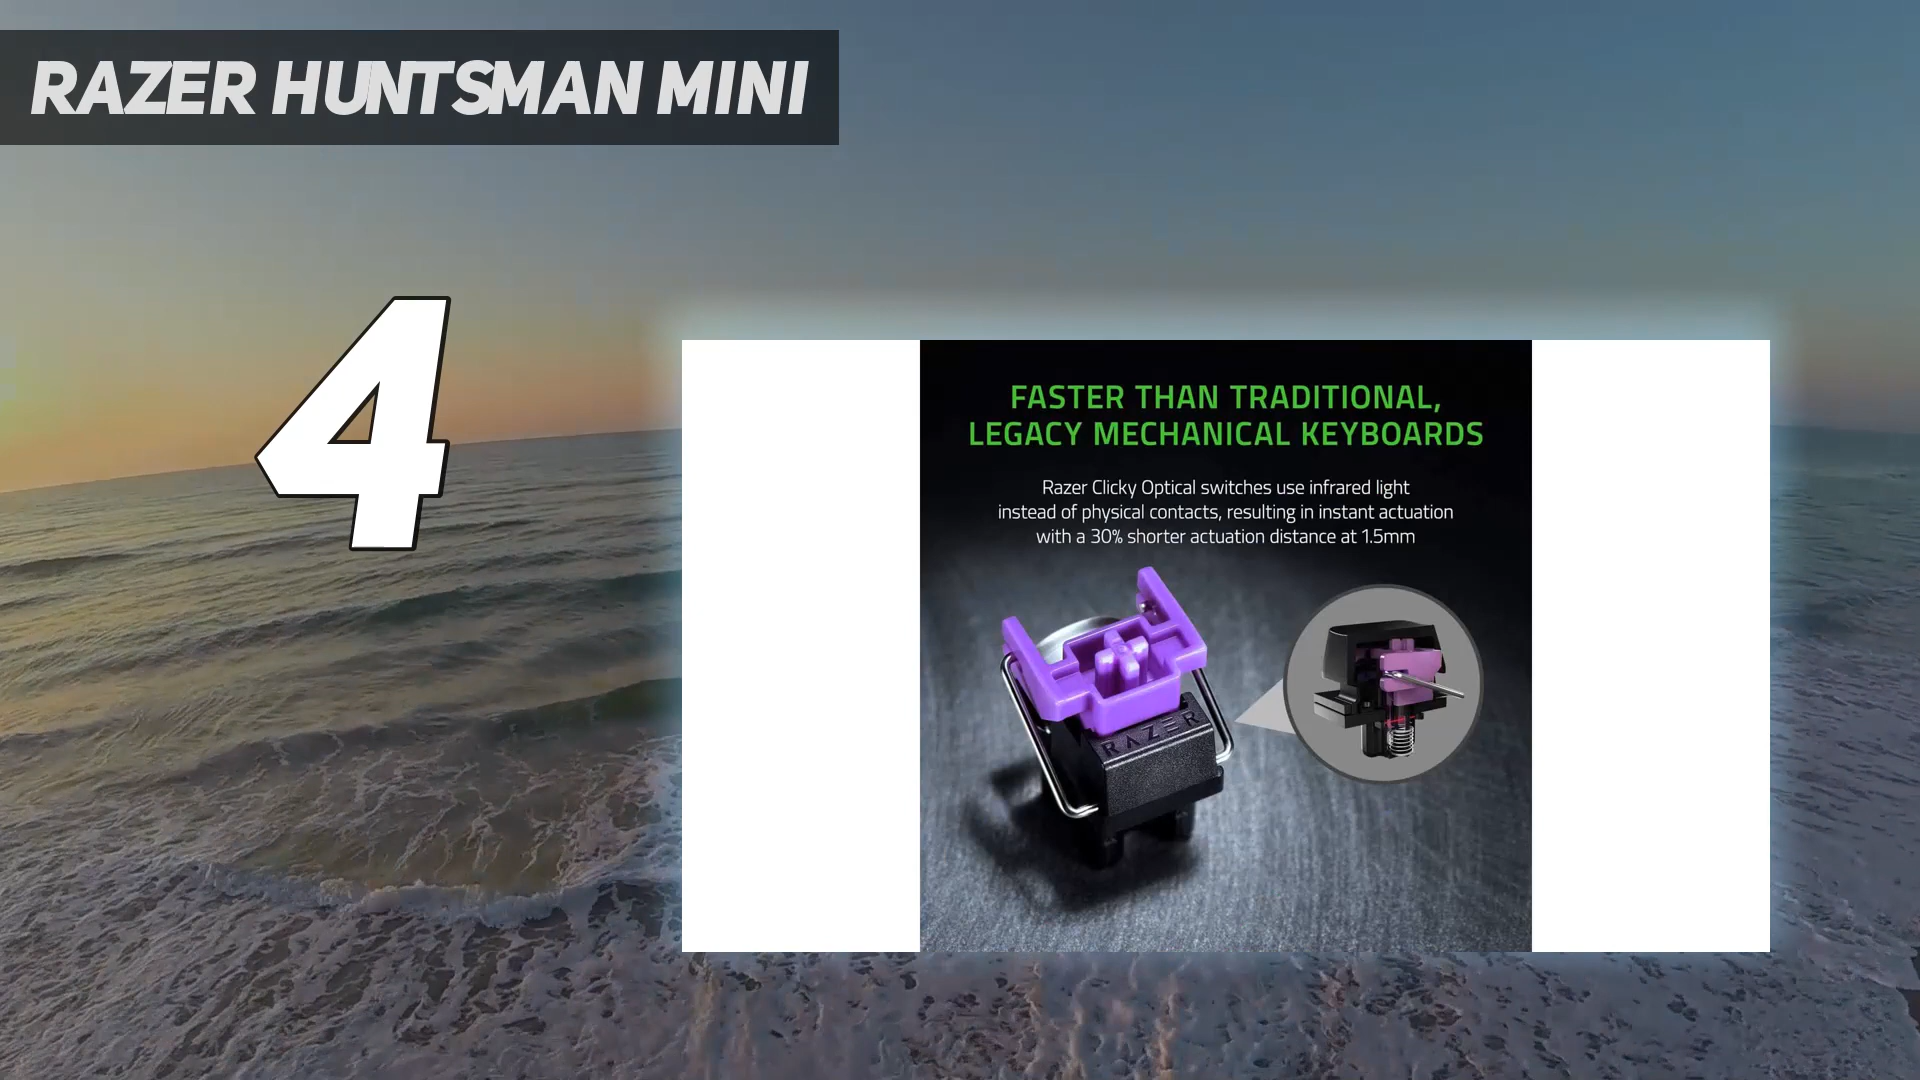 RAZER HUNTSMAN MINI
4
FASTER THAN TRADITIONAL,
LEGACY MECHANICAL KEYBOARDS
Razer Clicky Optical switches use infrared light
instead of physical contacts, resulting in instant actuation
with a 30% shorter actuation distance at 1.5mm
RAZER